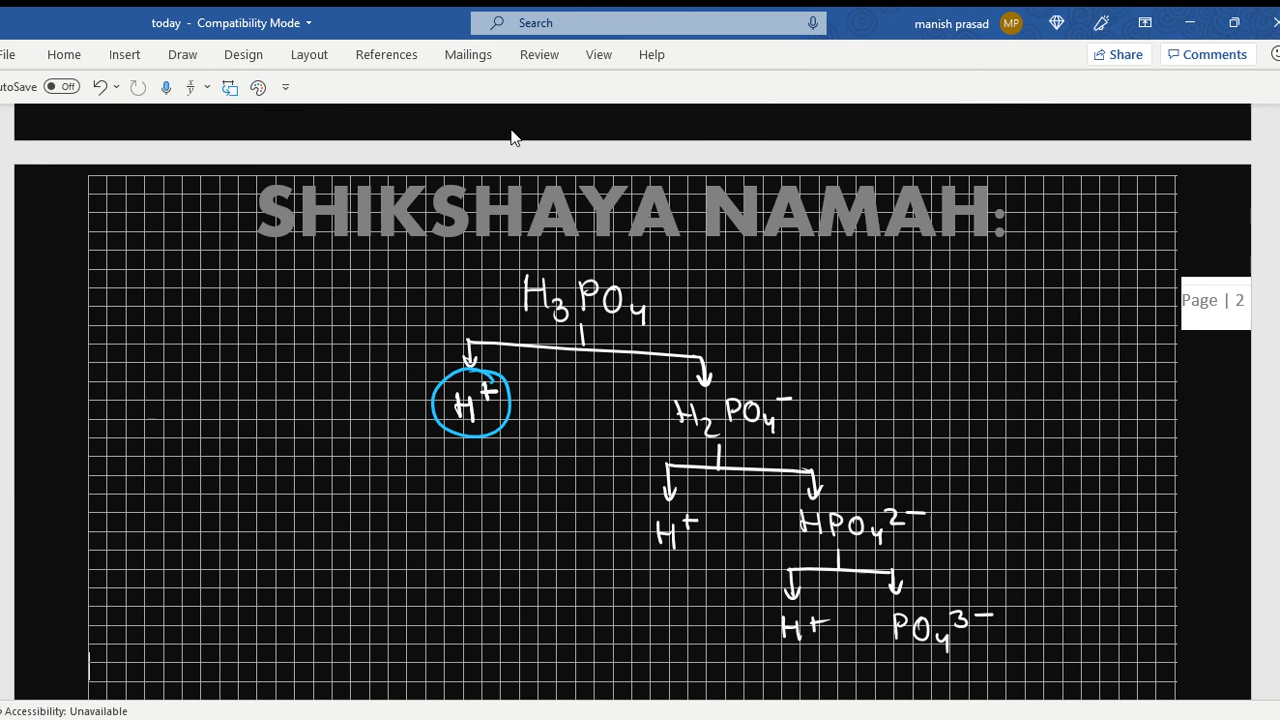 today - Compatibility Mode
Search
manish prasad MP
File Home Insert Draw Design Layout References Mailings Review View Help Share Comments
utoSave Off
SHIKSHAYA NAMAH:
H₃PO₄
Page | 2
H⁺ H₂PO₄⁻
H⁺ HPO₄²⁻
H⁺ PO₄³⁻
Accessibility: Unavailable